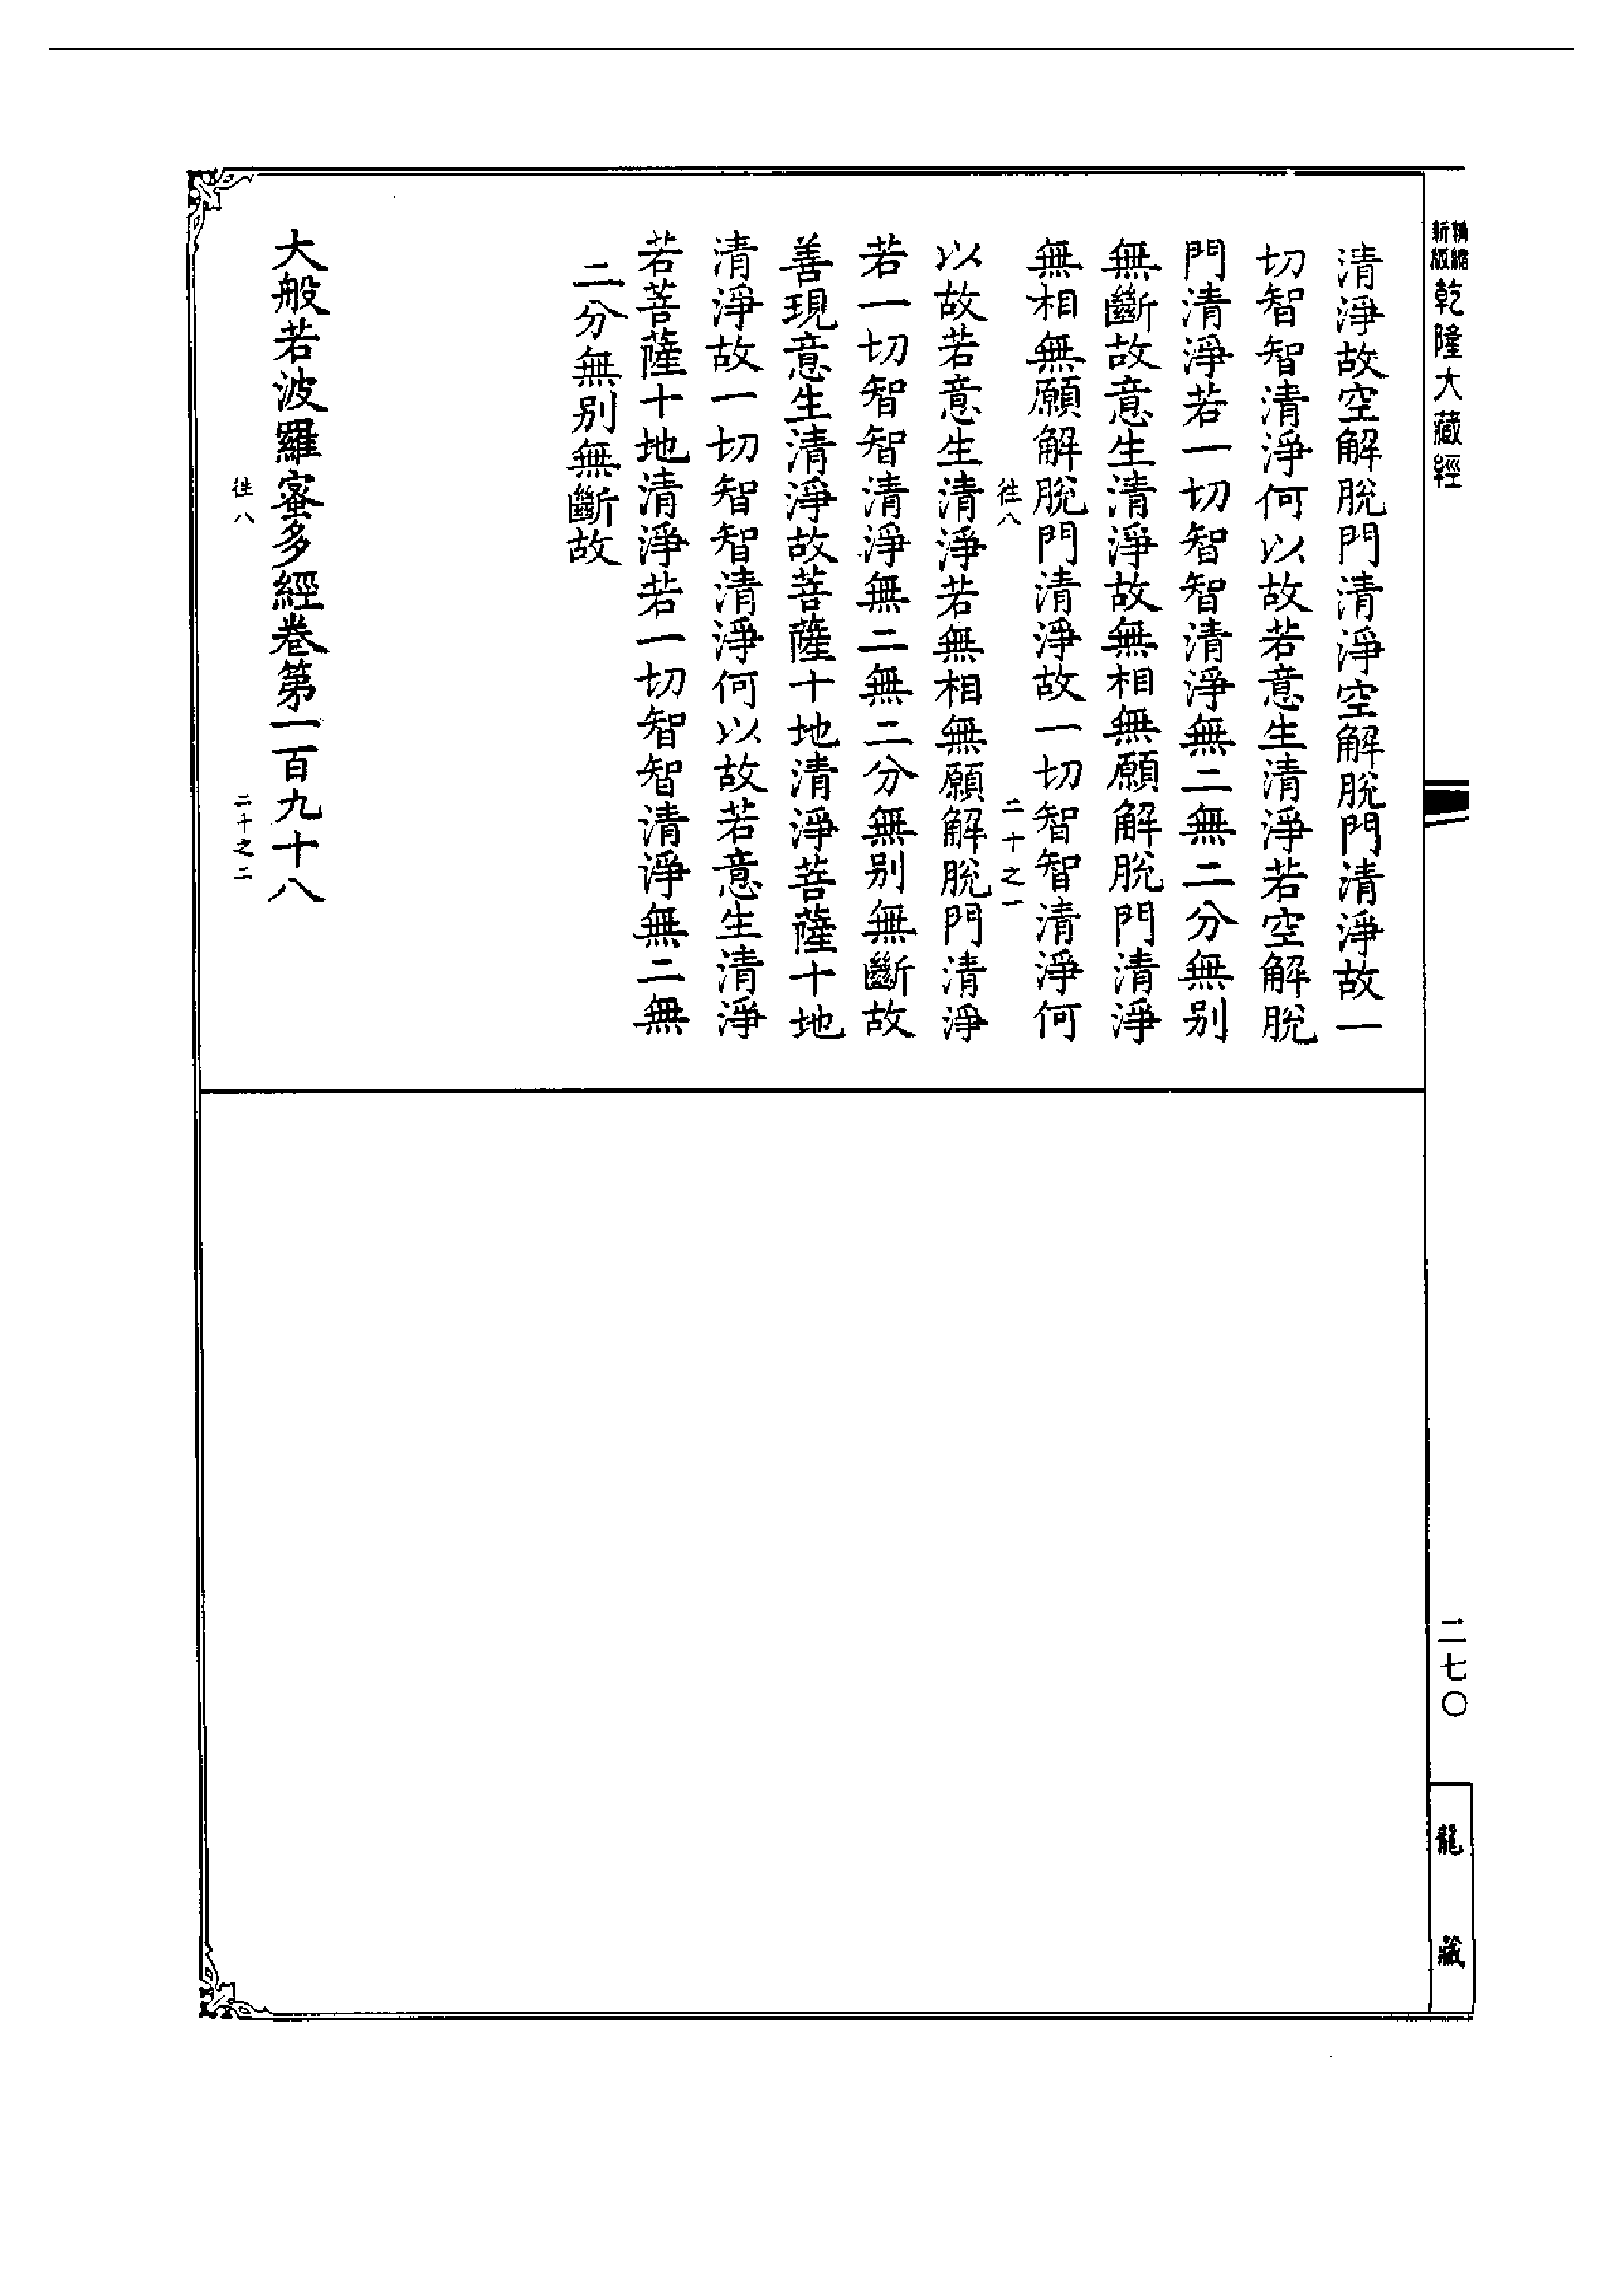 精縮
新版
乾隆大藏經
二七〇
龍藏
清淨故空解脫門清淨空解脫門清淨故一
切智智清淨何以故若意生清淨若空解脫
門清淨若一切智智清淨無二無二分無別
無斷故意生清淨故無相無願解脫門清淨
無相無願解脫門清淨故一切智智清淨何
徃八
二十之一
以故若意生清淨若無相無願解脫門清淨
若一切智智清淨無二無二分無別無斷故
善現意生清淨故菩薩十地清淨菩薩十地
清淨故一切智智清淨何以故若意生清淨
若菩薩十地清淨若一切智智清淨無二無
二分無別無斷故
大般若波羅蜜多經卷第一百九十八
徃八
二十之二